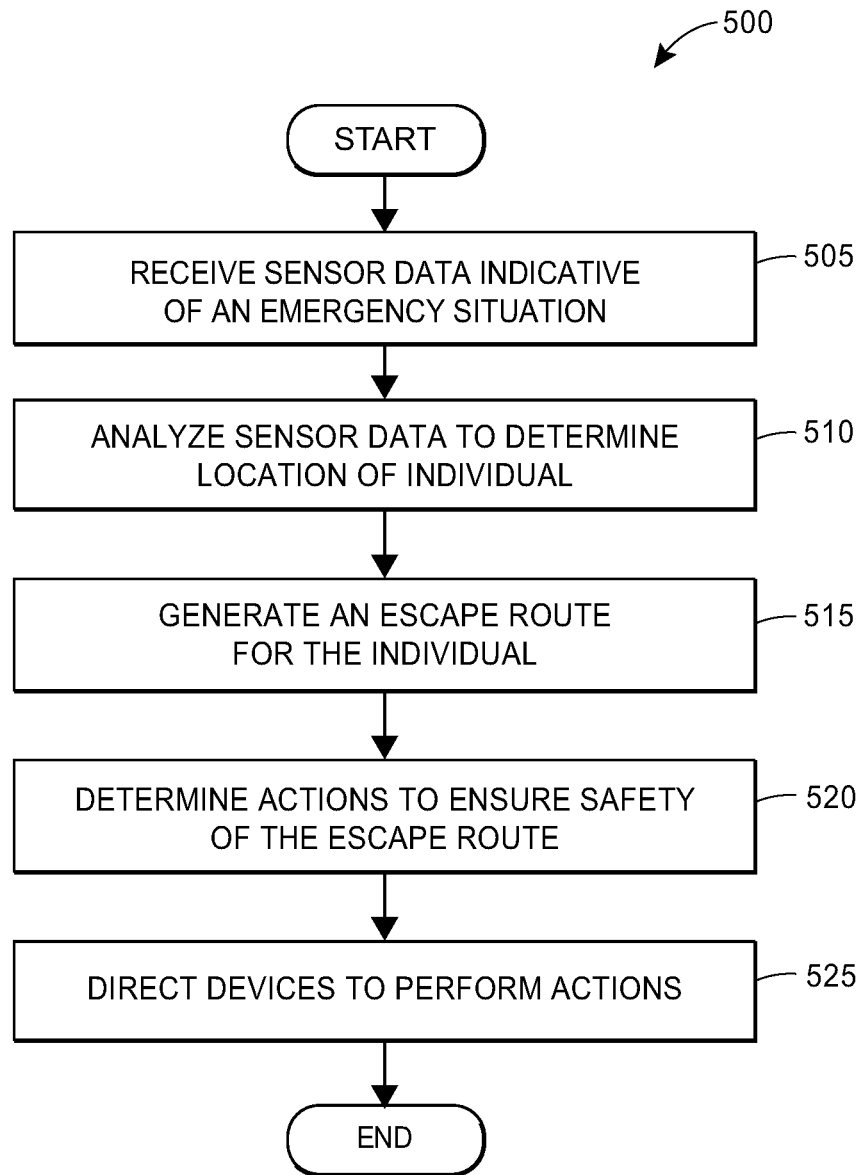 500
START
RECEIVE SENSOR DATA INDICATIVE
OF AN EMERGENCY SITUATION
505
ANALYZE SENSOR DATA TO DETERMINE
LOCATION OF INDIVIDUAL
510
GENERATE AN ESCAPE ROUTE
FOR THE INDIVIDUAL
515
DETERMINE ACTIONS TO ENSURE SAFETY
OF THE ESCAPE ROUTE
520
DIRECT DEVICES TO PERFORM ACTIONS
525
END